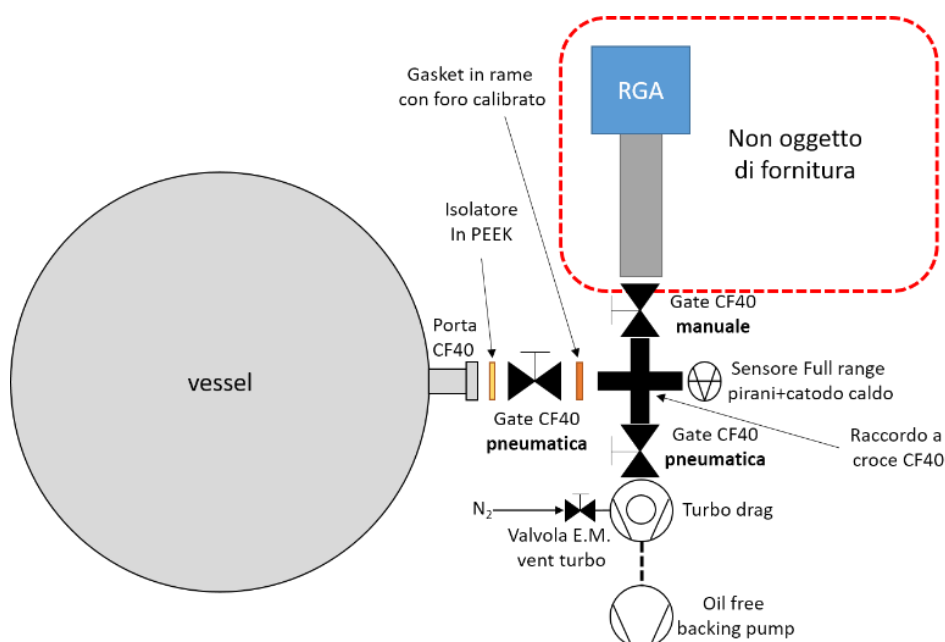 Gasket in rame
con foro calibrato
RGA
Non oggetto
di fornitura
Isolatore
In PEEK
Gate CF40
manuale
Porta
CF40
vessel
Sensore Full range
pirani+catodo caldo
Gate CF40
pneumatica
Gate CF40
pneumatica
Raccordo a
croce CF40
N₂
Valvola E.M.
vent turbo
Turbo drag
Oil free
backing pump